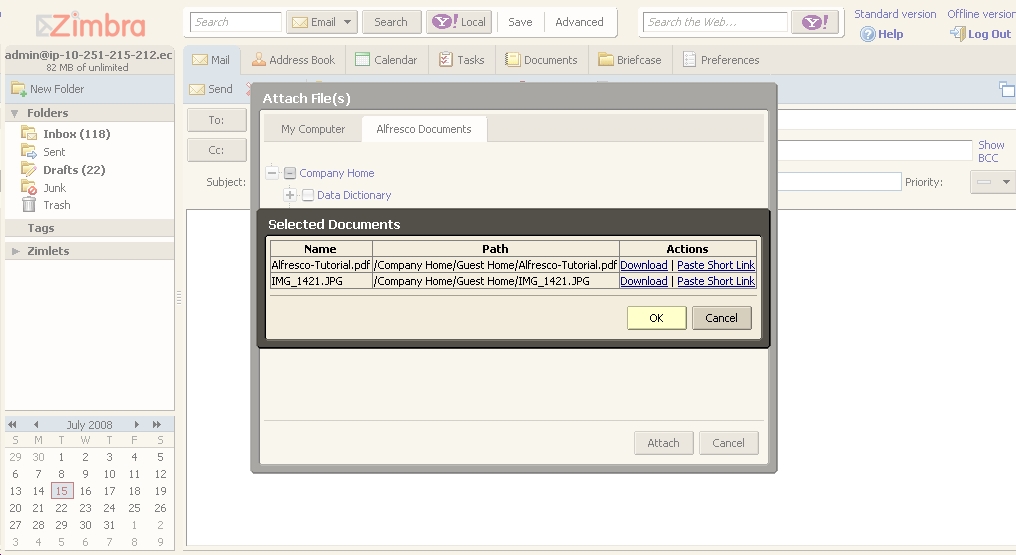 Zimbra
Search Email Search Y! Local Save Advanced
Search the Web... Y!
Standard version Offline version
Help Log Out
admin@ip-10-251-215-212.ec
82 MB of unlimited
Mail Address Book Calendar Tasks Documents Briefcase Preferences
New Folder
Send
Folders
Inbox (118)
Sent
Drafts (22)
Junk
Trash
Tags
Zimlets
To:
Cc:
Show
BCC
Subject:
Priority:
Attach File(s)
My Computer Alfresco Documents
Company Home
Data Dictionary
Selected Documents
Name Path Actions
Alfresco-Tutorial.pdf /Company Home/Guest Home/Alfresco-Tutorial.pdf Download | Paste Short Link
IMG_1421.JPG /Company Home/Guest Home/IMG_1421.JPG Download | Paste Short Link
OK Cancel
Attach Cancel
July 2008
S M T W T F S
29 30 1 2 3 4 5
6 7 8 9 10 11 12
13 14 15 16 17 18 19
20 21 22 23 24 25 26
27 28 29 30 31 1 2
3 4 5 6 7 8 9